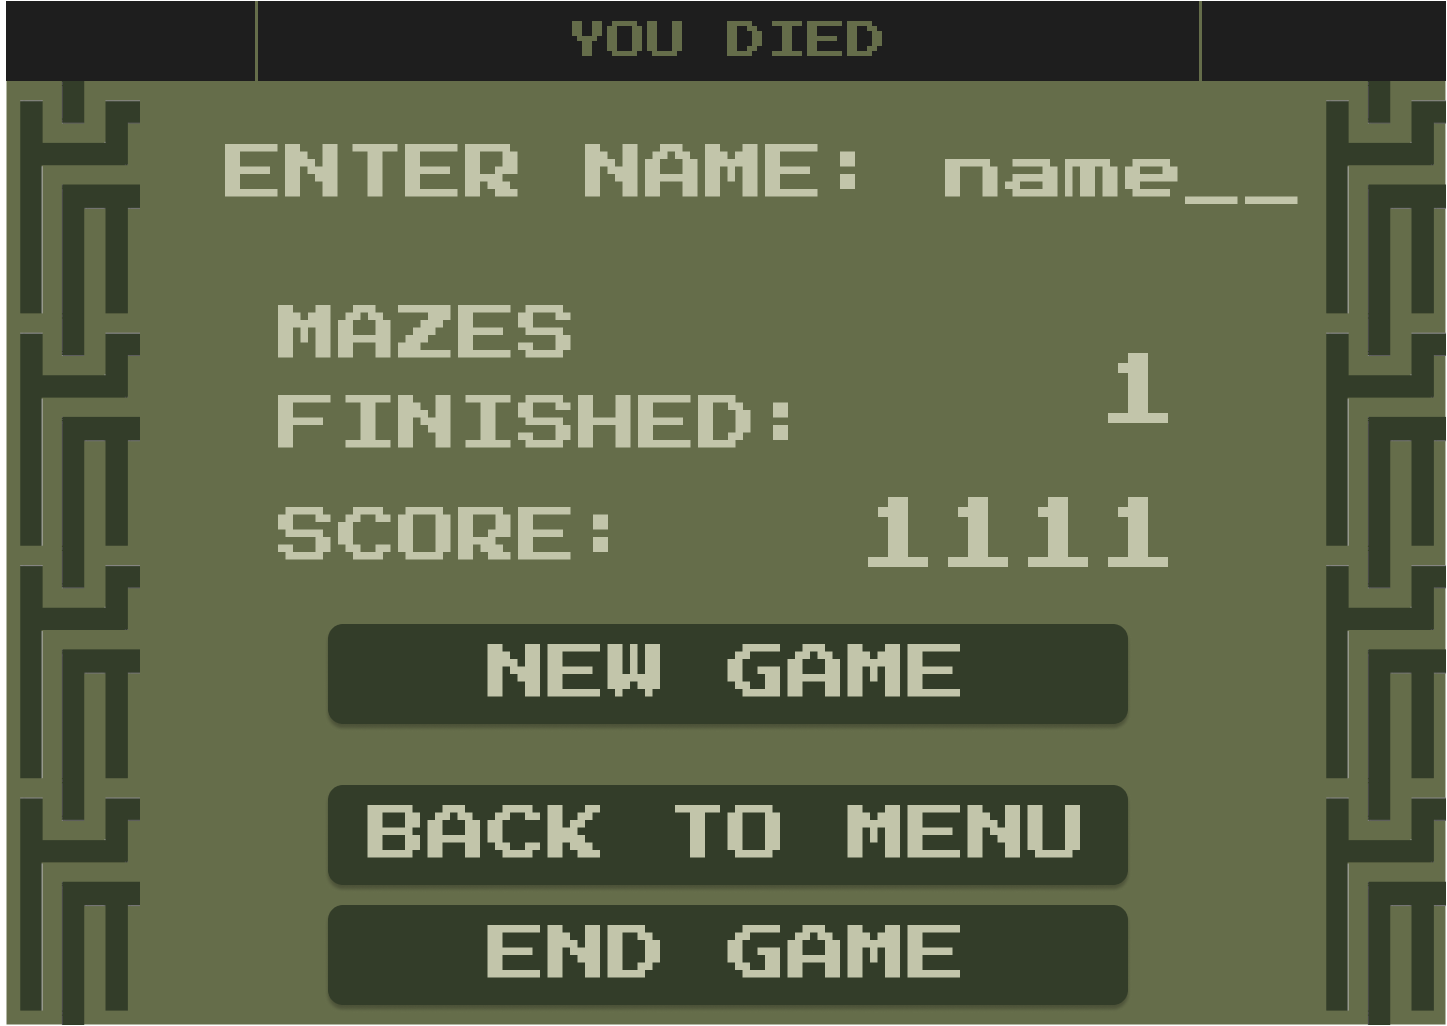 YOU DIED
ENTER NAME: name__
MAZES
FINISHED:
1
SCORE: 1111
NEW GAME
BACK TO MENU
END GAME